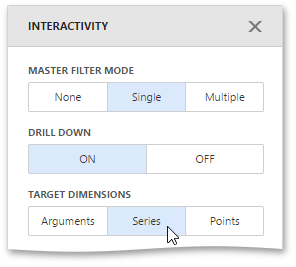 INTERACTIVITY
MASTER FILTER MODE
None Single Multiple
DRILL DOWN
ON OFF
TARGET DIMENSIONS
Arguments Series Points